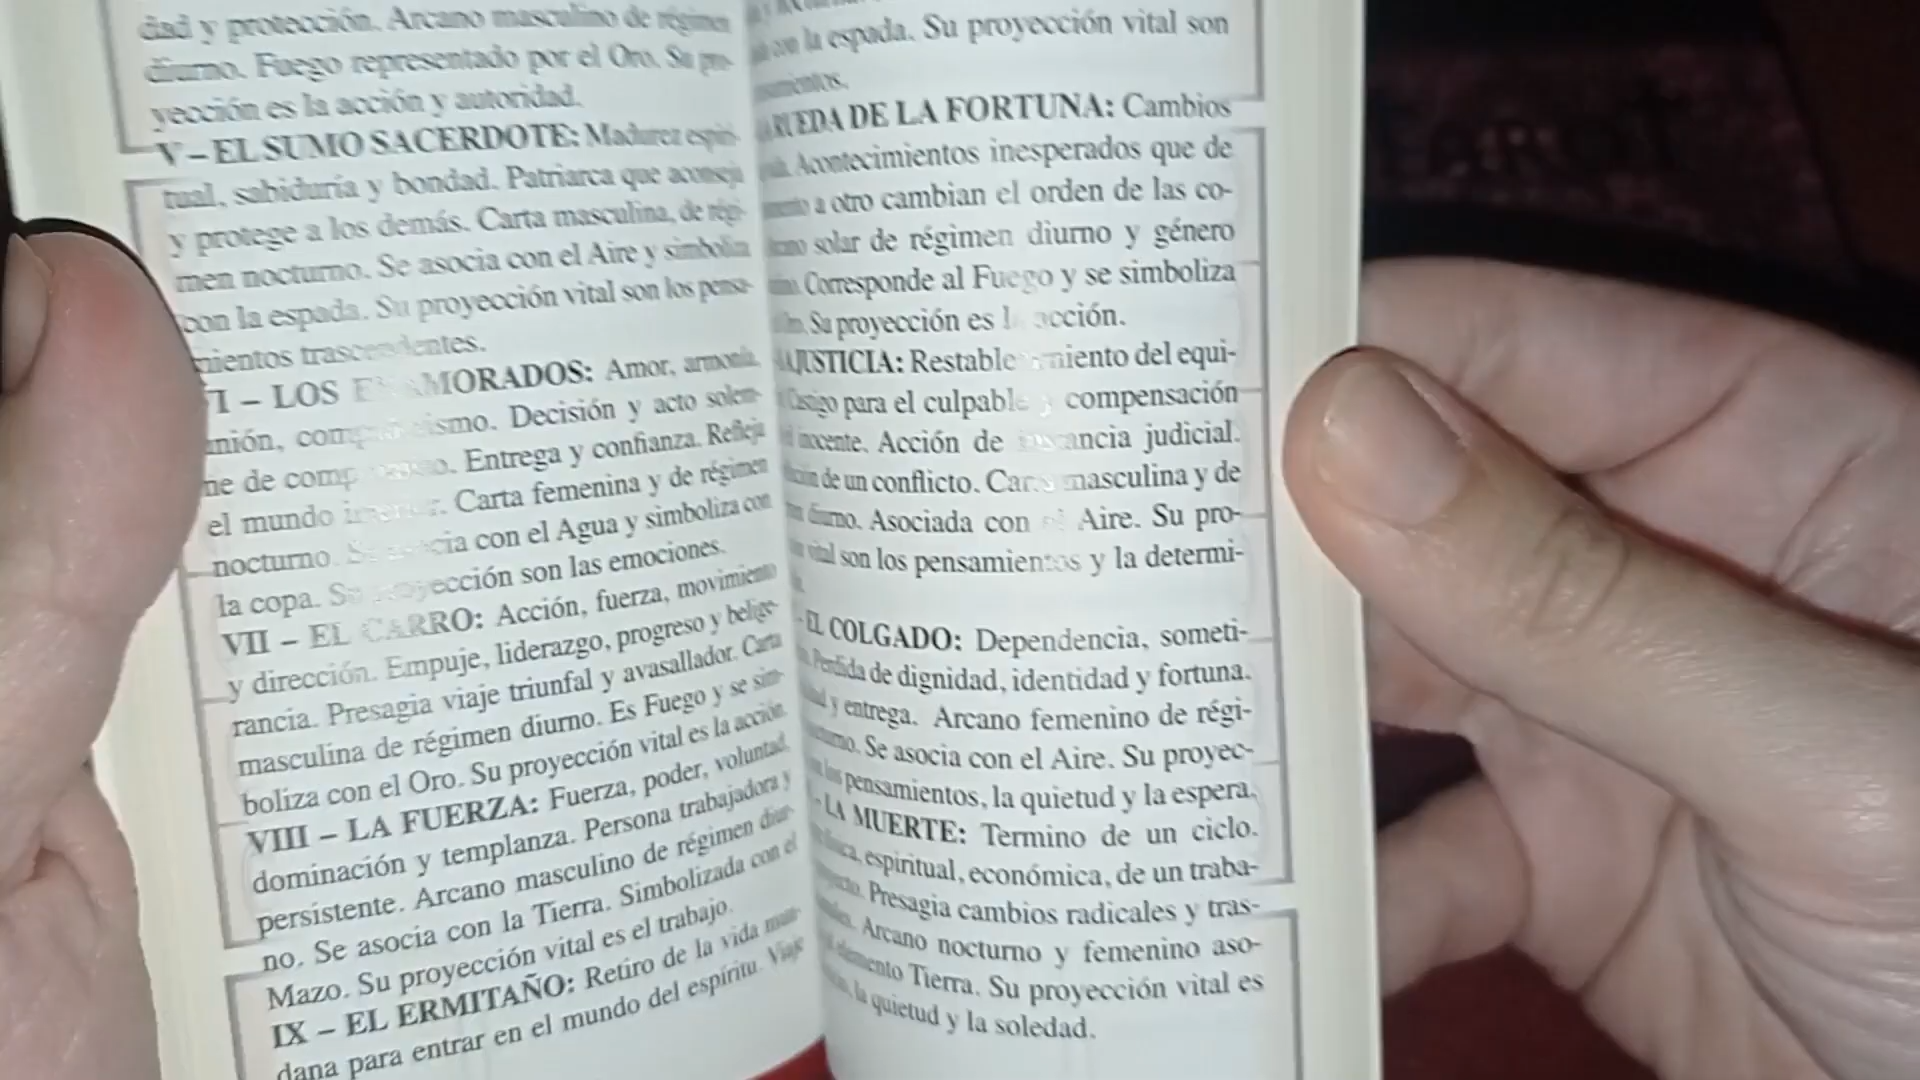 dad y protección. Arcano masculino de régimen
diurno. Fuego representado por el Oro. Su pro-
yección es la acción y autoridad.
V – EL SUMO SACERDOTE: Madurez espiri-
tual, sabiduría y bondad. Patriarca que aconseja
y protege a los demás. Carta masculina, de régi-
men nocturno. Se asocia con el Aire y simboliza
con la espada. Su proyección vital son los pensa-
mientos trascendentes.
VI – LOS ENAMORADOS: Amor, armonía,
unión, Decisión y acto solem-
ne de Entrega y confianza. Refleja
el mundo Carta femenina y de régimen
nocturno. Se asocia con el Agua y simboliza con
la copa. Su proyección son las emociones.
VII – EL CARRO: Acción, fuerza, movimiento
y dirección. Empuje, liderazgo, progreso y belige-
rancia. Presagia viaje triunfal y avasallador. Carta
masculina de régimen diurno. Es Fuego y se sim-
boliza con el Oro. Su proyección vital es la acción.
VIII – LA FUERZA: Fuerza, poder, voluntad,
dominación y templanza. Persona trabajadora y
persistente. Arcano masculino de régimen diur-
no. Se asocia con la Tierra. Simbolizada con el
Mazo. Su proyección vital es el trabajo.
IX – EL ERMITAÑO: Retiro de la vida mun-
dana para entrar en el mundo del espíritu. Viaje
con la espada. Su proyección vital son
RUEDA DE LA FORTUNA: Cambios
Acontecimientos inesperados que de
a otro cambian el orden de las co-
solar de régimen diurno y género
Corresponde al Fuego y se simboliza
Su proyección es la acción.
JUSTICIA: Restablecimiento del equi-
Castigo para el culpable y compensación
inocente. Acción de judicial.
de un conflicto. Carta masculina y de
diurno. Asociada con el Aire. Su pro-
vital son los pensamientos y la determi-
EL COLGADO: Dependencia, someti-
Perdida de dignidad, identidad y fortuna.
y entrega. Arcano femenino de régi-
Se asocia con el Aire. Su proyec-
los pensamientos, la quietud y la espera.
LA MUERTE: Termino de un ciclo.
espiritual, económica, de un traba-
Presagia cambios radicales y tras-
Arcano nocturno y femenino aso-
Tierra. Su proyección vital es
la quietud y la soledad.